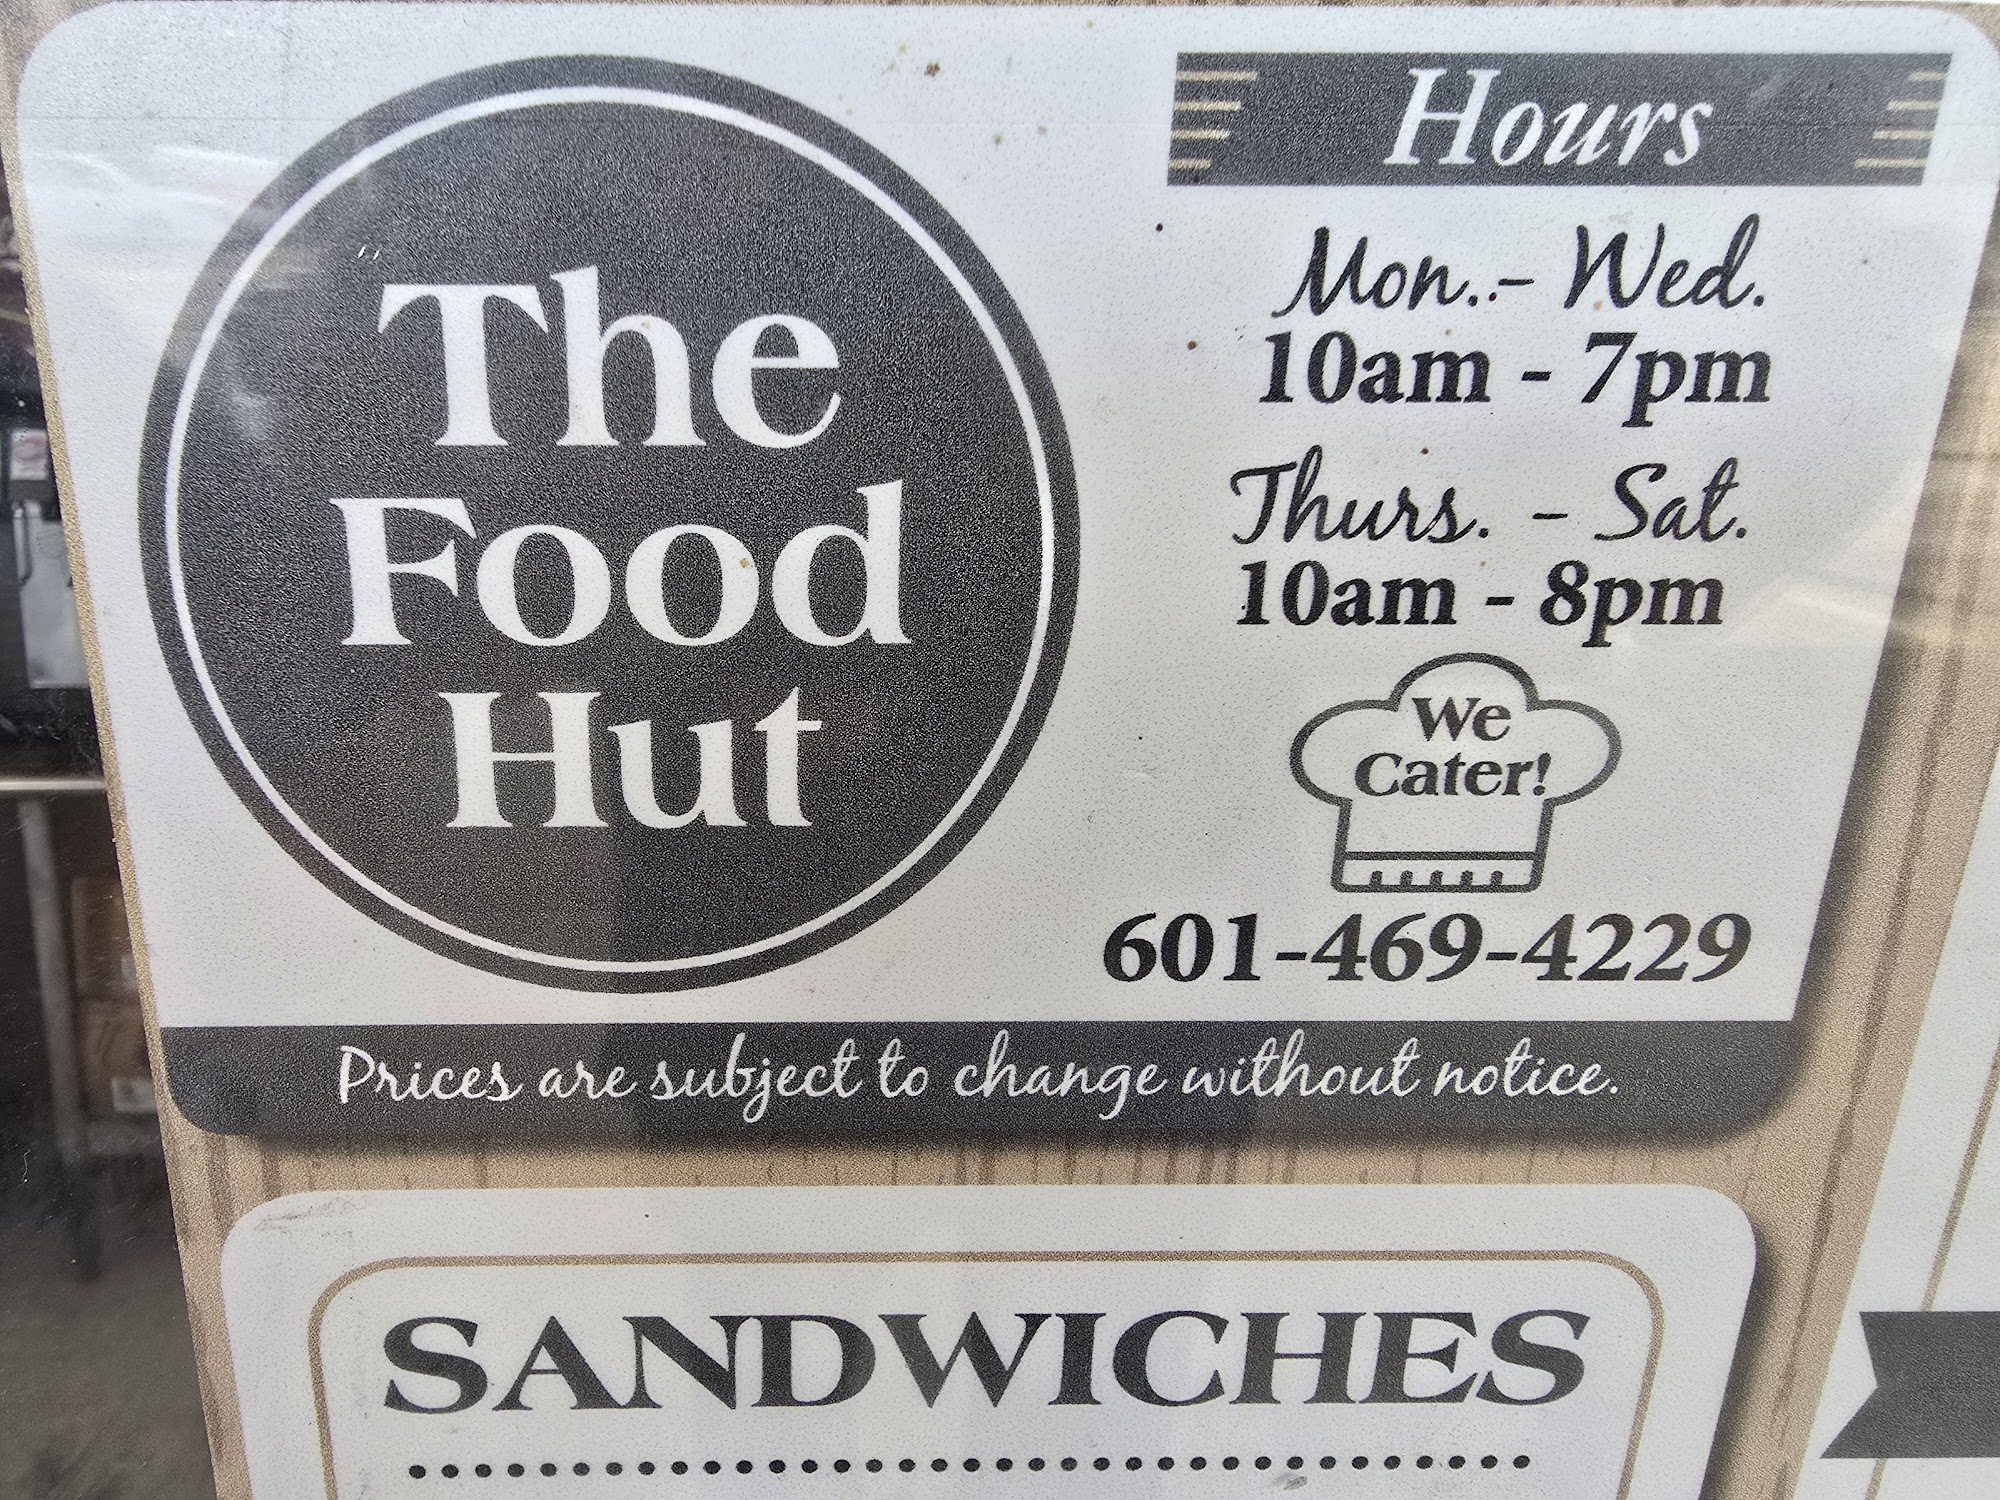 The
Food
Hut
Hours
Mon..- Wed.
10am - 7pm
Thurs. - Sat.
10am - 8pm
We
Cater!
601-469-4229
Prices are subject to change without notice.
SANDWICHES